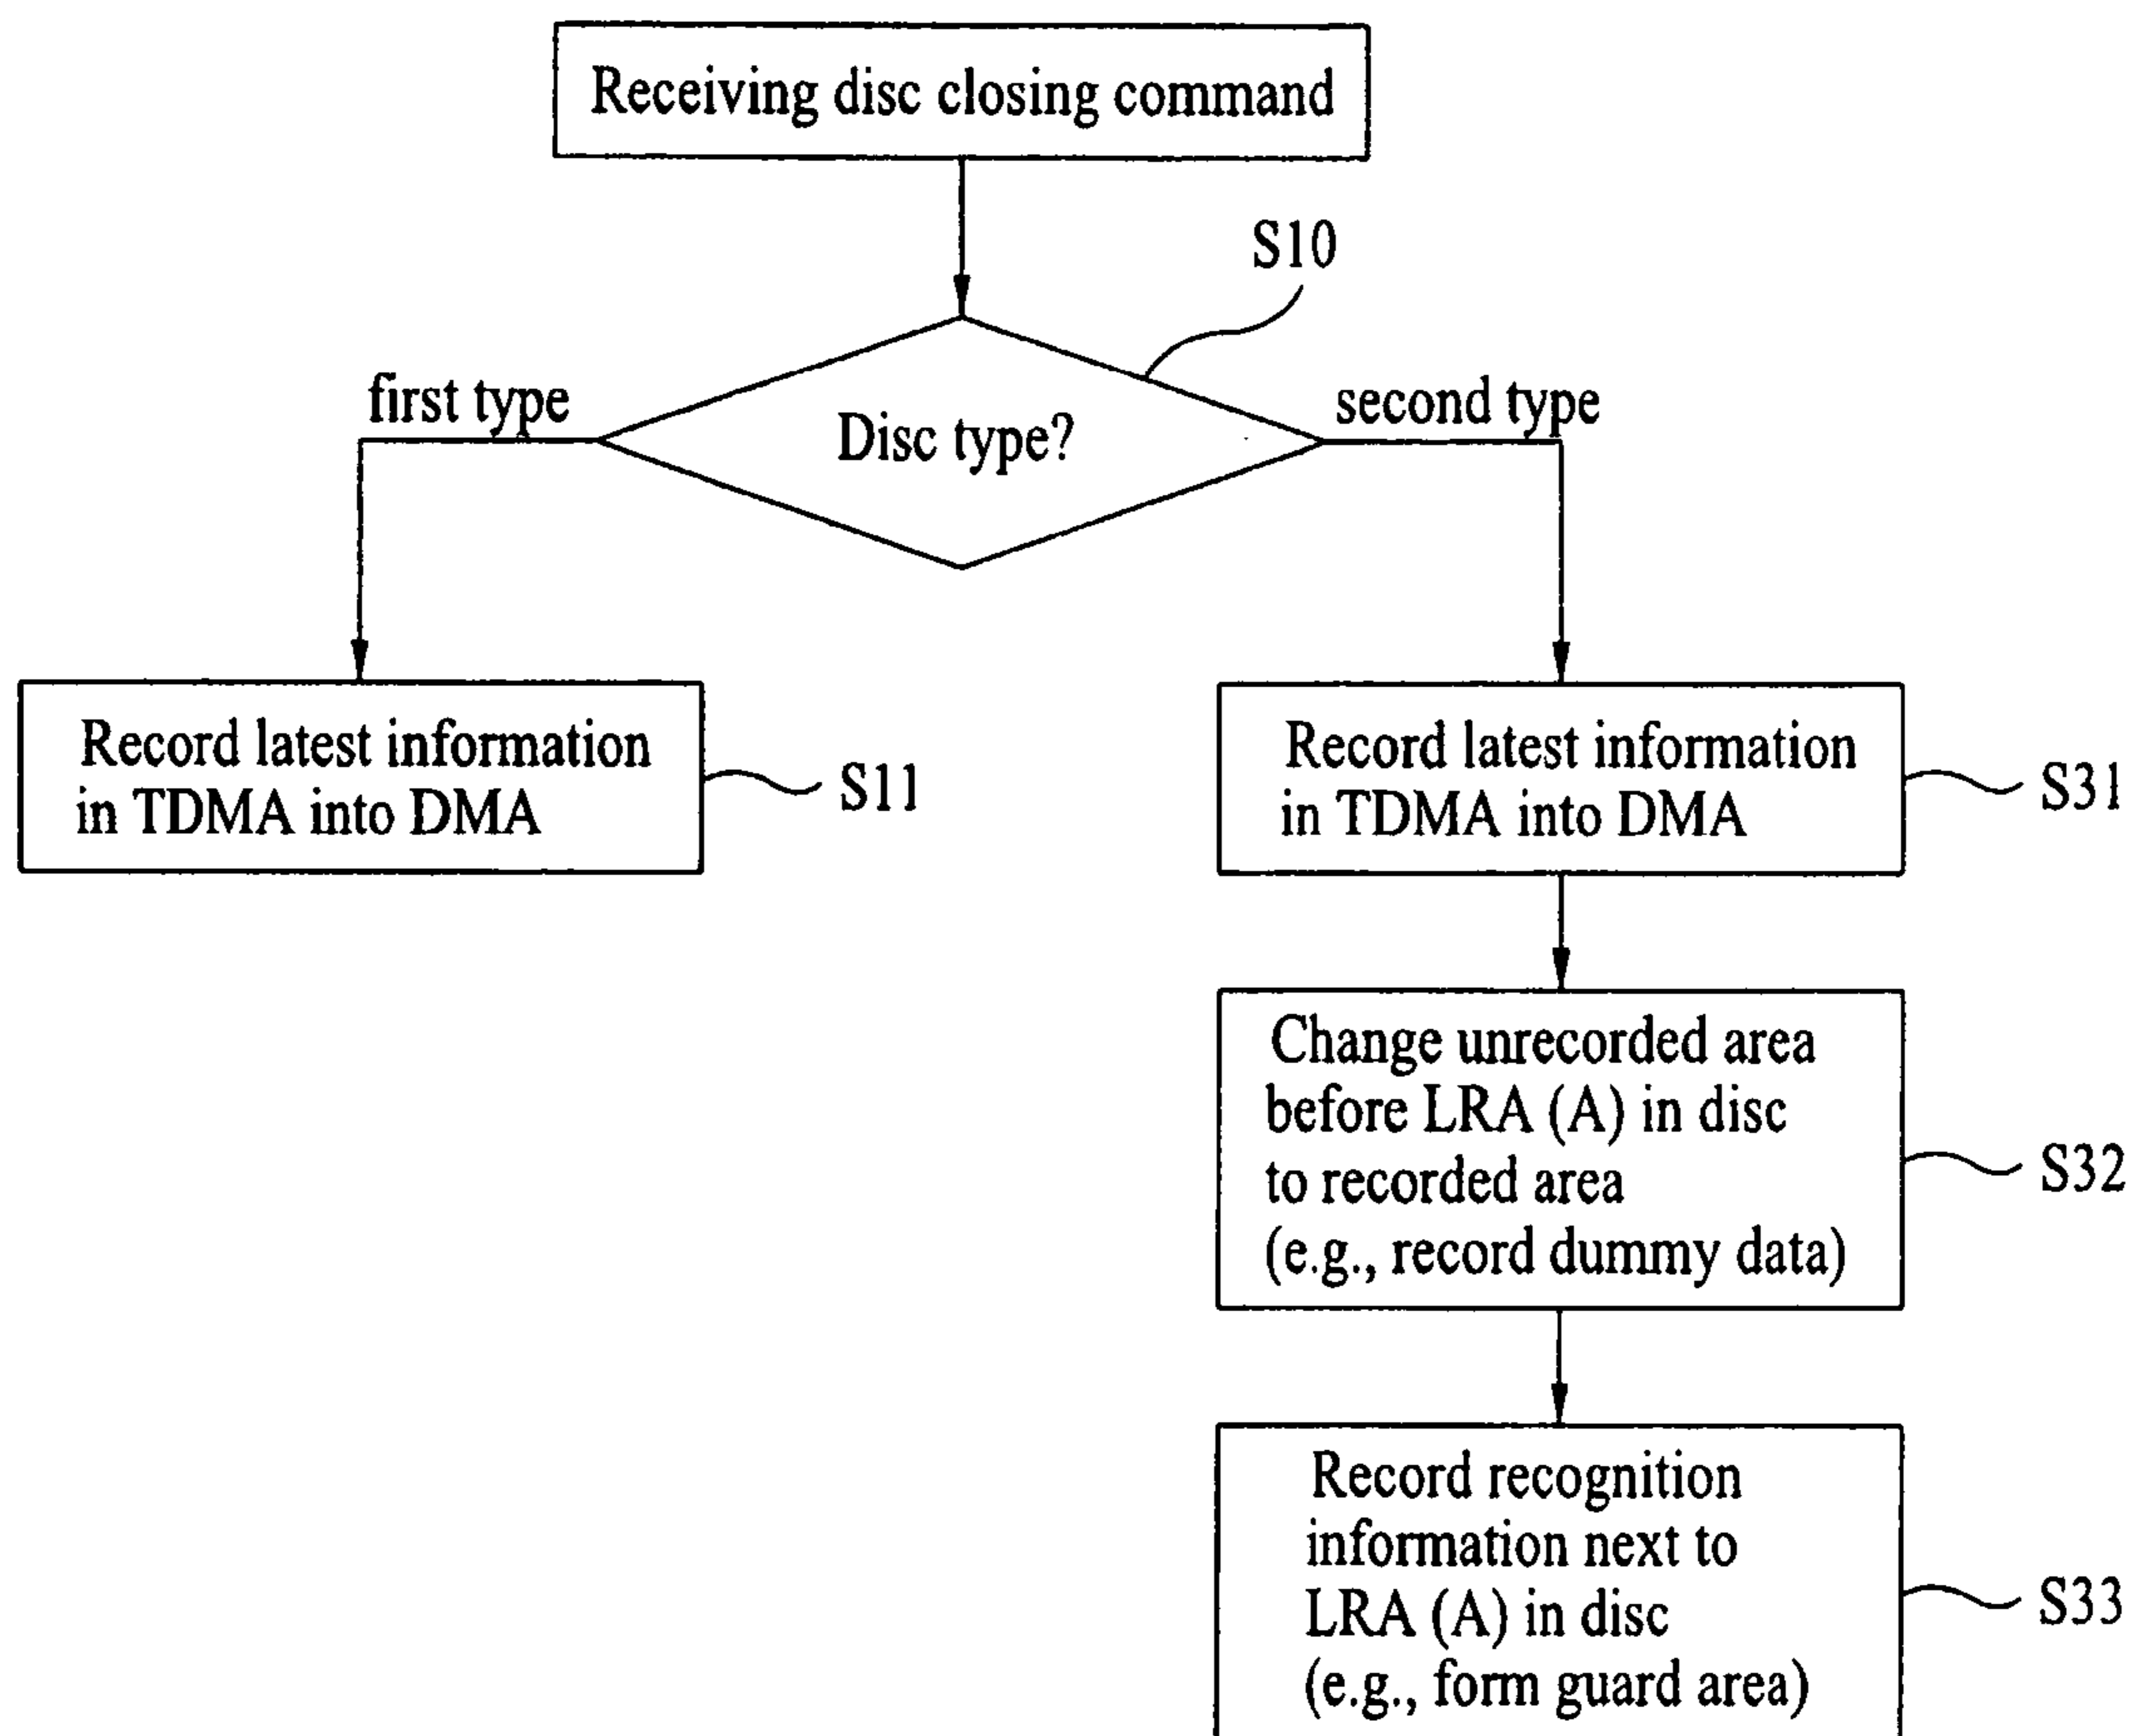 Receiving disc closing command
S10
first type
Disc type?
second type
Record latest information
in TDMA into DMA
S11
Record latest information
in TDMA into DMA
S31
Change unrecorded area
before LRA (A) in disc
to recorded area
(e.g., record dummy data)
S32
Record recognition
information next to
LRA (A) in disc
(e.g., form guard area)
S33